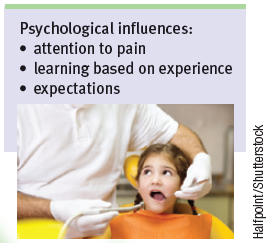 Psychological influences:
• attention to pain
• learning based on experience
• expectations
Halfpoint/Shutterstock